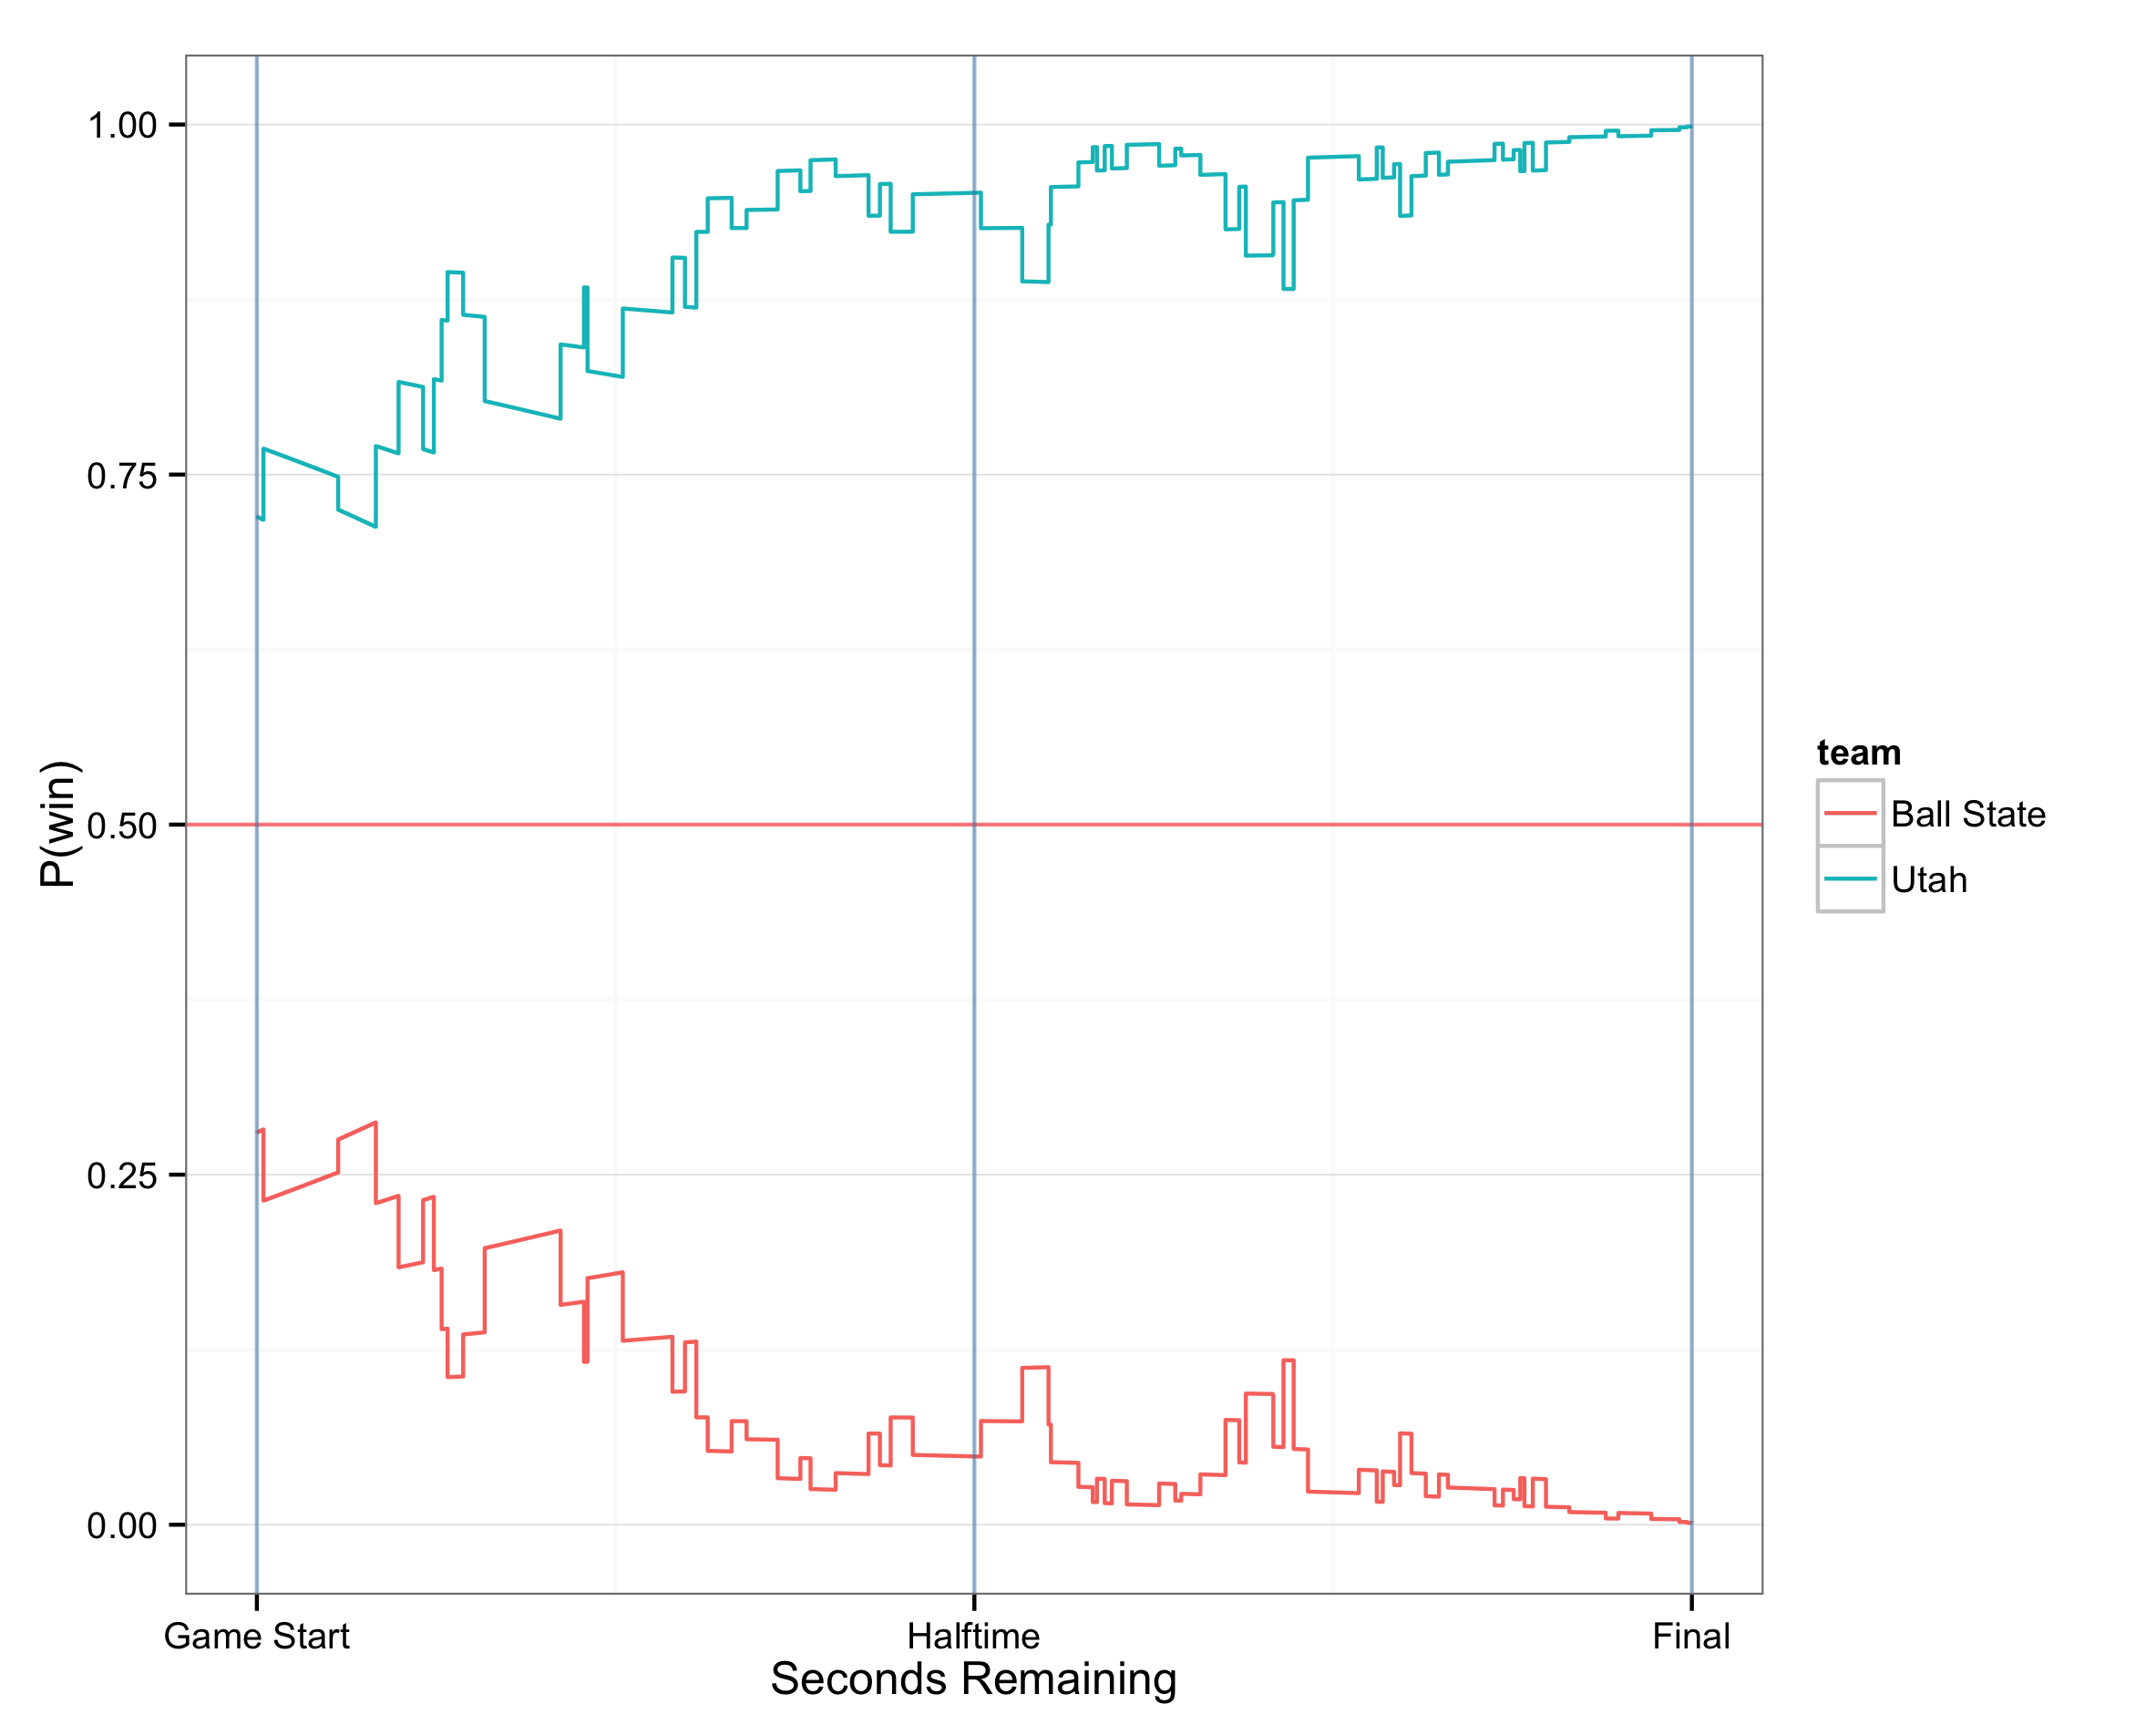 1.00
0.75
0.50
0.25
0.00
P(win)
Game Start
Halftime
Final
Seconds Remaining
team
Ball State
Utah